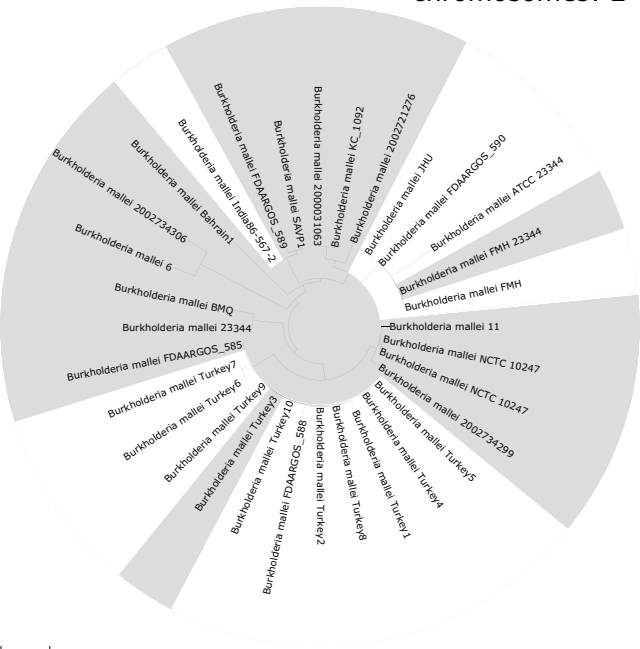 Burkholderia mallei FDAARGOS_589
Burkholderia mallei SAVP1
Burkholderia mallei 2000031063
Burkholderia mallei KC_1092
Burkholderia mallei 2002721276
Burkholderia mallei JHU
Burkholderia mallei FDAARGOS_590
Burkholderia mallei ATCC 23344
Burkholderia mallei FMH 23344
Burkholderia mallei FMH
Burkholderia mallei 11
Burkholderia mallei NCTC 10247
Burkholderia mallei NCTC 10247
Burkholderia mallei 2002734299
Burkholderia mallei Turkey5
Burkholderia mallei Turkey4
Burkholderia mallei Turkey1
Burkholderia mallei Turkey8
Burkholderia mallei Turkey2
Burkholderia mallei FDAARGOS_588
Burkholderia mallei Turkey10
Burkholderia mallei Turkey3
Burkholderia mallei Turkey9
Burkholderia mallei Turkey6
Burkholderia mallei Turkey7
Burkholderia mallei FDAARGOS_585
Burkholderia mallei 23344
Burkholderia mallei BMQ
Burkholderia mallei 6
Burkholderia mallei 2002734306
Burkholderia mallei Bahrain1
Burkholderia mallei India86-567-2